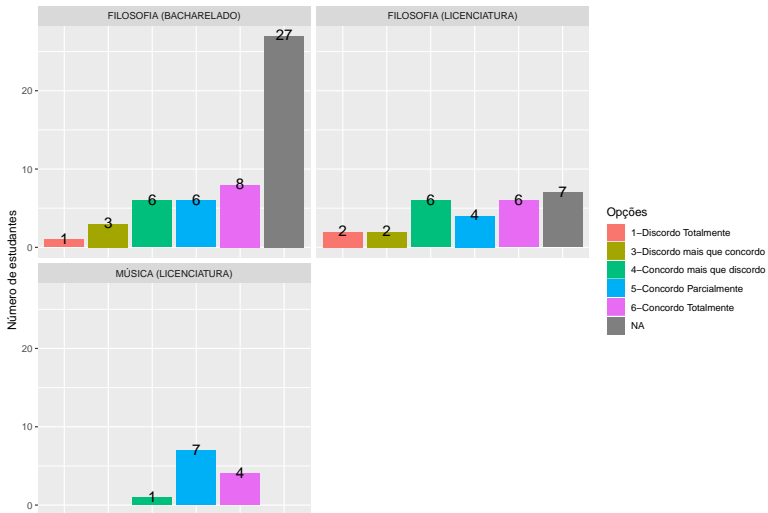 FILOSOFIA (BACHARELADO)
FILOSOFIA (LICENCIATURA)
27
20
10
0
1
3
6
6
8
2
2
6
4
6
7
MÚSICA (LICENCIATURA)
20
10
0
1
7
4
Número de estudantes
Opções
1−Discordo Totalmente
3−Discordo mais que concordo
4−Concordo mais que discordo
5−Concordo Parcialmente
6−Concordo Totalmente
NA